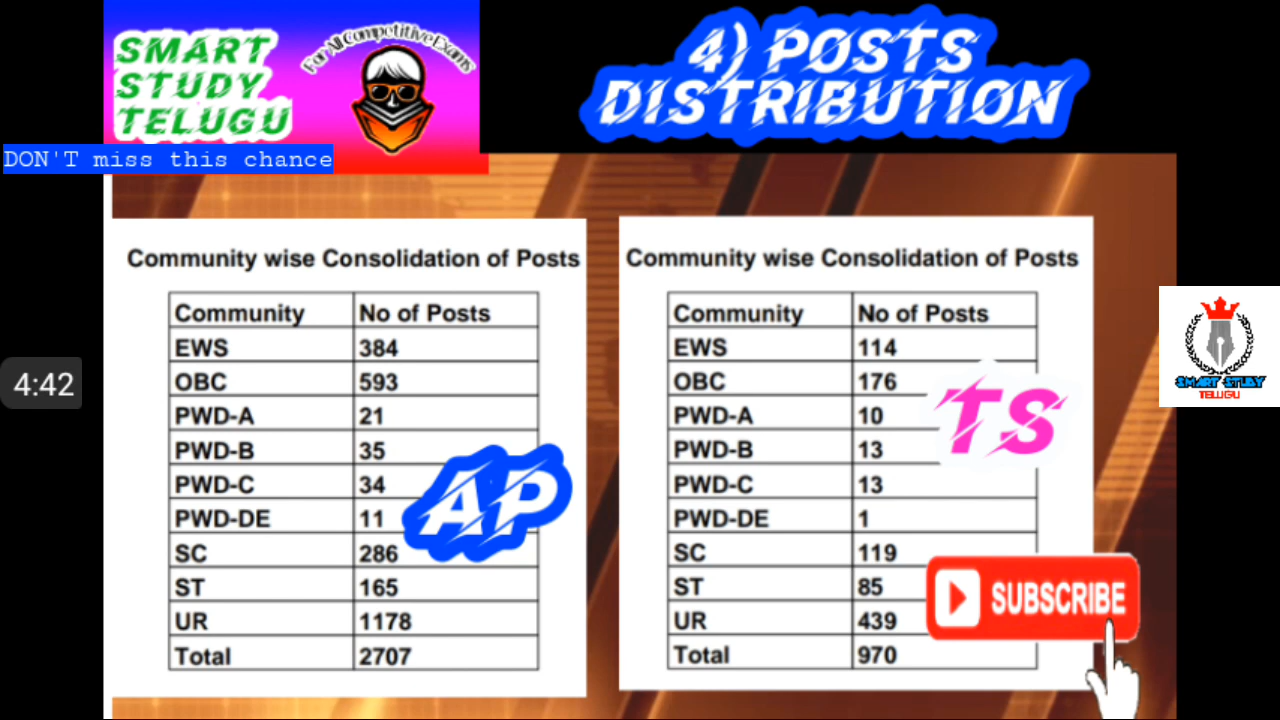 SMART
STUDY
TELUGU
For All Competitive Exams
4) POSTS
DISTRIBUTION
DON'T miss this chance
4:42
Community wise Consolidation of Posts
Community No of Posts
EWS 384
OBC 593
PWD-A 21
PWD-B 35
PWD-C 34
PWD-DE 11
SC 286
ST 165
UR 1178
Total 2707
AP
Community wise Consolidation of Posts
Community No of Posts
EWS 114
OBC 176
PWD-A 10
PWD-B 13
PWD-C 13
PWD-DE 1
SC 119
ST 85
UR 439
Total 970
TS
SUBSCRIBE
SMART STUDY
TELUGU